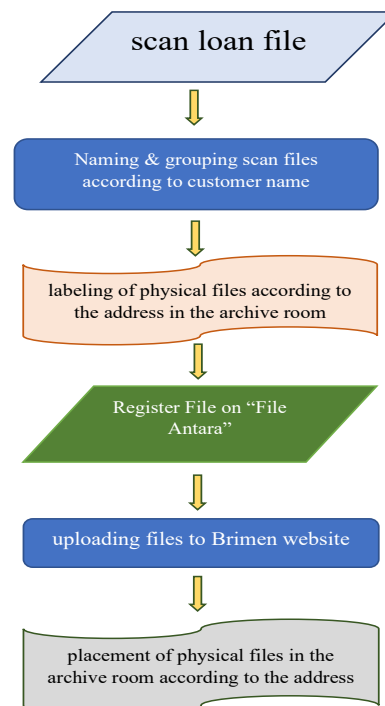 scan loan file
Naming & grouping scan files
according to customer name
labeling of physical files according to
the address in the archive room
Register File on “File
Antara”
uploading files to Brimen website
placement of physical files in the
archive room according to the address